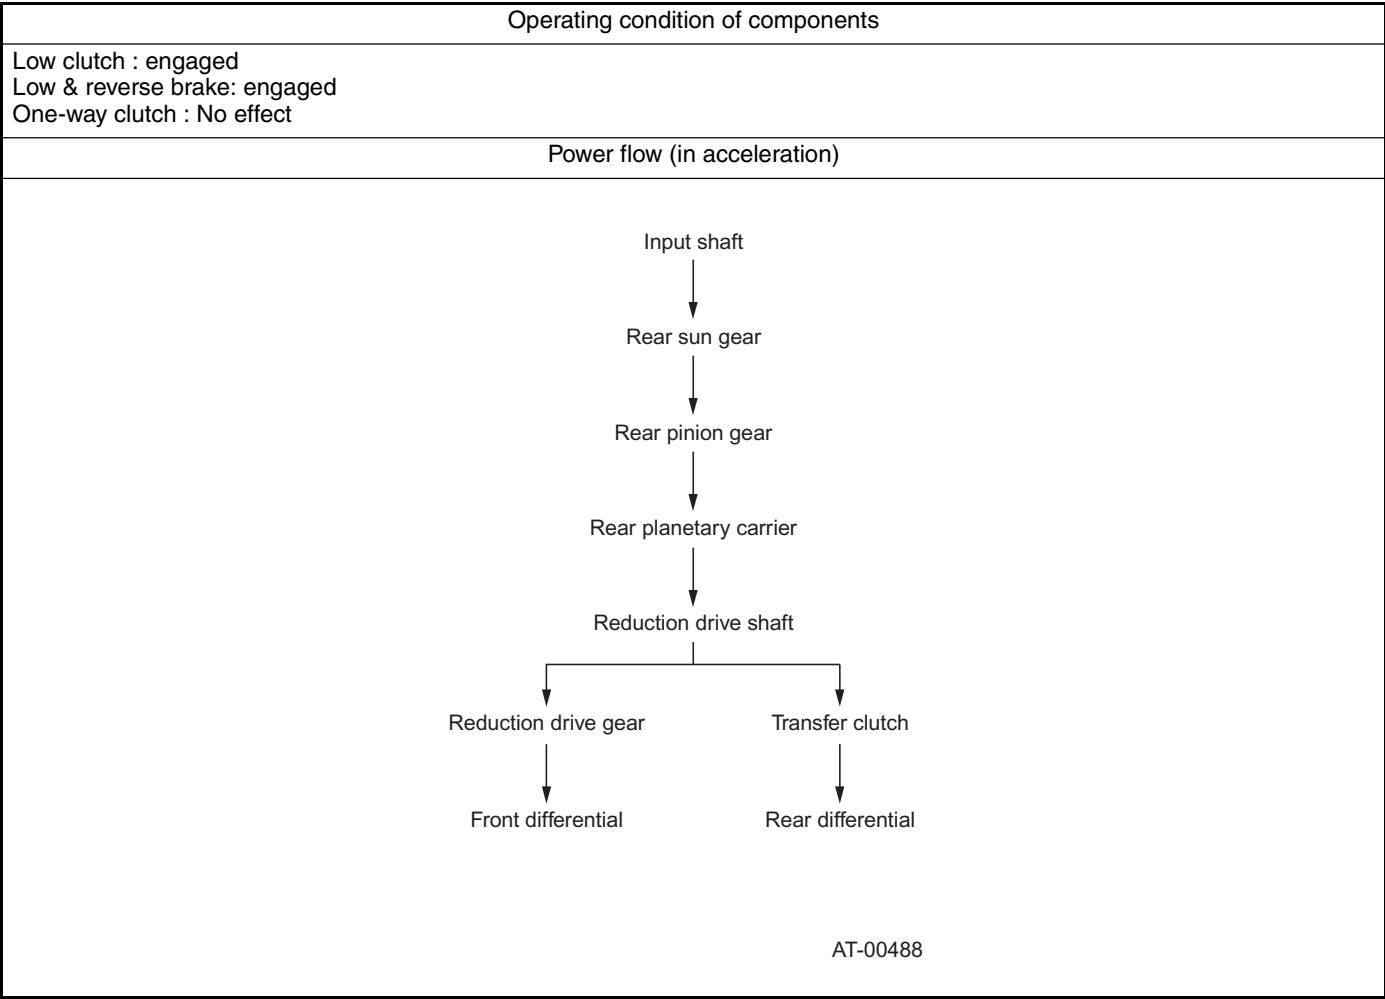 Operating condition of components
Low clutch : engaged
Low & reverse brake: engaged
One-way clutch : No effect
Power flow (in acceleration)
Input shaft
Rear sun gear
Rear pinion gear
Rear planetary carrier
Reduction drive shaft
Reduction drive gear
Transfer clutch
Front differential
Rear differential
AT-00488